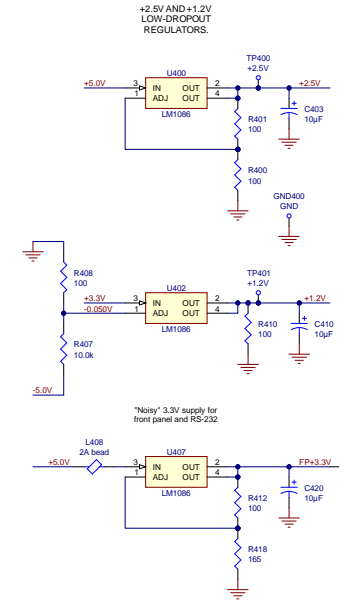 +2.5V AND +1.2V
LOW-DROPOUT
REGULATORS.
TP400
+2.5V
U400
+5.0V
3
IN
OUT
2
+2.5V
1
ADJ
OUT
4
LM1086
R401
100
C403
10µF
R400
100
GND400
GND
R408
100
TP401
+1.2V
U402
+3.3V
3
IN
OUT
2
+1.2V
-0.050V
1
ADJ
OUT
4
LM1086
R410
100
C410
10µF
R407
10.0k
-5.0V
"Noisy" 3.3V supply for
front panel and RS-232
L408
2A bead
U407
+5.0V
3
IN
OUT
2
FP+3.3V
1
ADJ
OUT
4
LM1086
R412
100
C420
10µF
R418
165